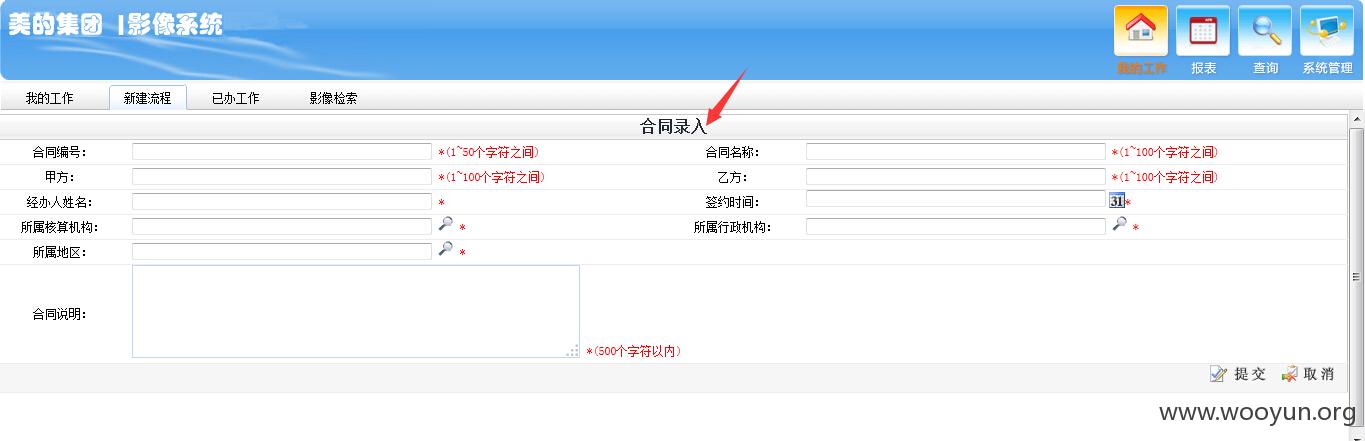 美的集团 |影像系统
我的工作 报表 查询 系统管理
我的工作 新建流程 已办工作 影像检索
合同录入
合同编号： *(1~50个字符之间) 合同名称： *(1~100个字符之间)
甲方： *(1~100个字符之间) 乙方： *(1~100个字符之间)
经办人姓名： * 签约时间： 31*
所属核算机构： * 所属行政机构： *
所属地区： *
合同说明： *(500个字符以内)
提交 取消
www.wooyun.org